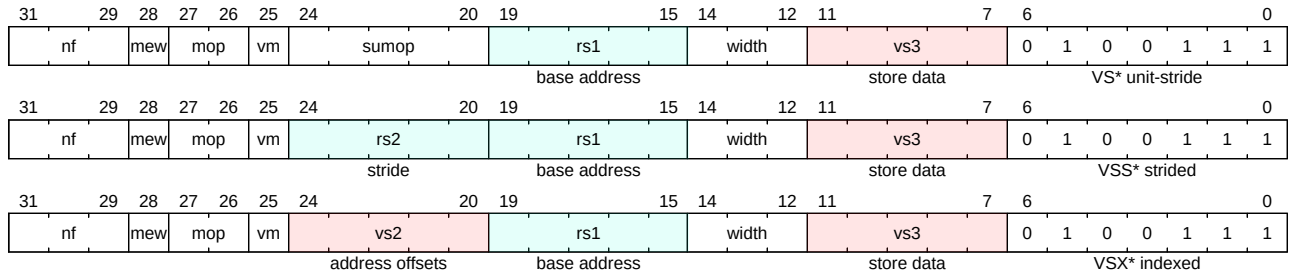 31 29 28 27 26 25 24 20 19 15 14 12 11 7 6 0
nf mew mop vm sumop rs1 width vs3 0 1 0 0 1 1 1
base address store data VS* unit-stride
31 29 28 27 26 25 24 20 19 15 14 12 11 7 6 0
nf mew mop vm rs2 rs1 width vs3 0 1 0 0 1 1 1
stride base address store data VSS* strided
31 29 28 27 26 25 24 20 19 15 14 12 11 7 6 0
nf mew mop vm vs2 rs1 width vs3 0 1 0 0 1 1 1
address offsets base address store data VSX* indexed